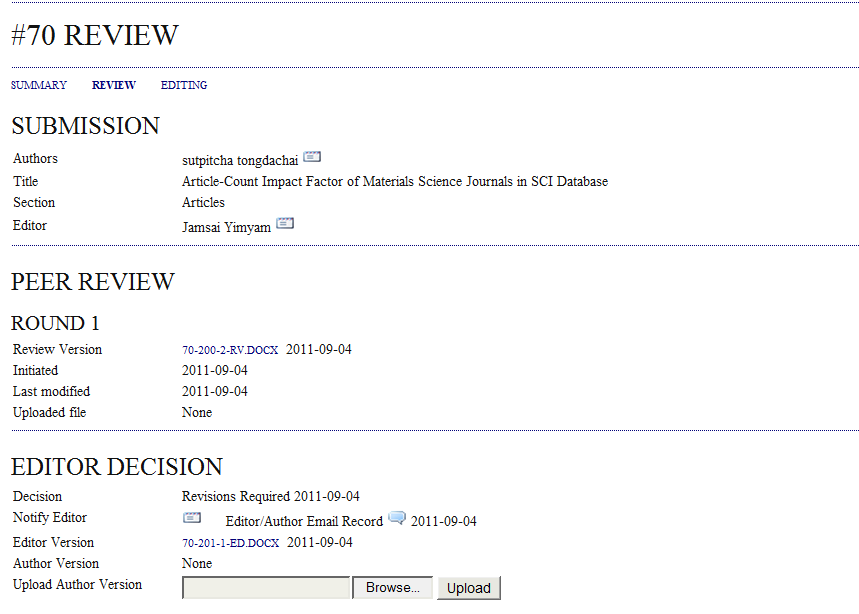 #70 REVIEW
SUMMARY REVIEW EDITING
SUBMISSION
Authors sutpitcha tongdachai
Title Article-Count Impact Factor of Materials Science Journals in SCI Database
Section Articles
Editor Jamsai Yimyam
PEER REVIEW
ROUND 1
Review Version 70-200-2-RV.DOCX 2011-09-04
Initiated 2011-09-04
Last modified 2011-09-04
Uploaded file None
EDITOR DECISION
Decision Revisions Required 2011-09-04
Notify Editor Editor/Author Email Record 2011-09-04
Editor Version 70-201-1-ED.DOCX 2011-09-04
Author Version None
Upload Author Version Browse... Upload